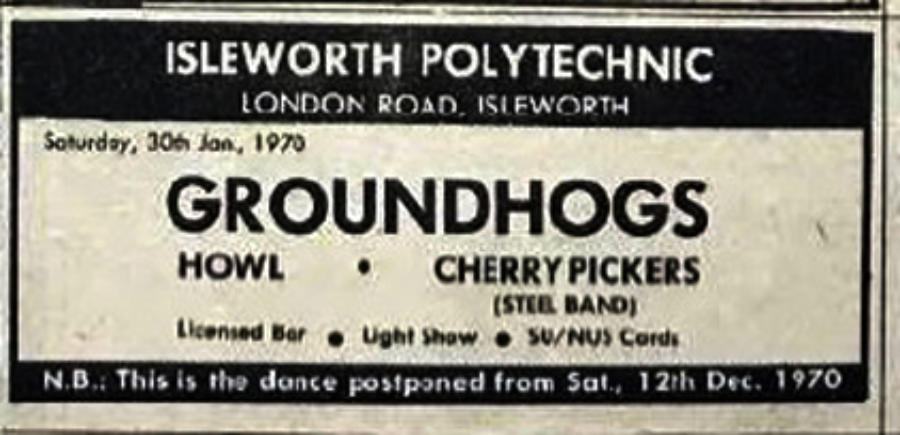 ISLEWORTH POLYTECHNIC
LONDON ROAD, ISLEWORTH
Saturday, 30th Jan., 1970
GROUNDHOGS
HOWL • CHERRY PICKERS
(STEEL BAND)
Licensed Bar ● Light Show ● SU/NUS Cards
N.B.: This is the dance postponed from Sat., 12th Dec. 1970